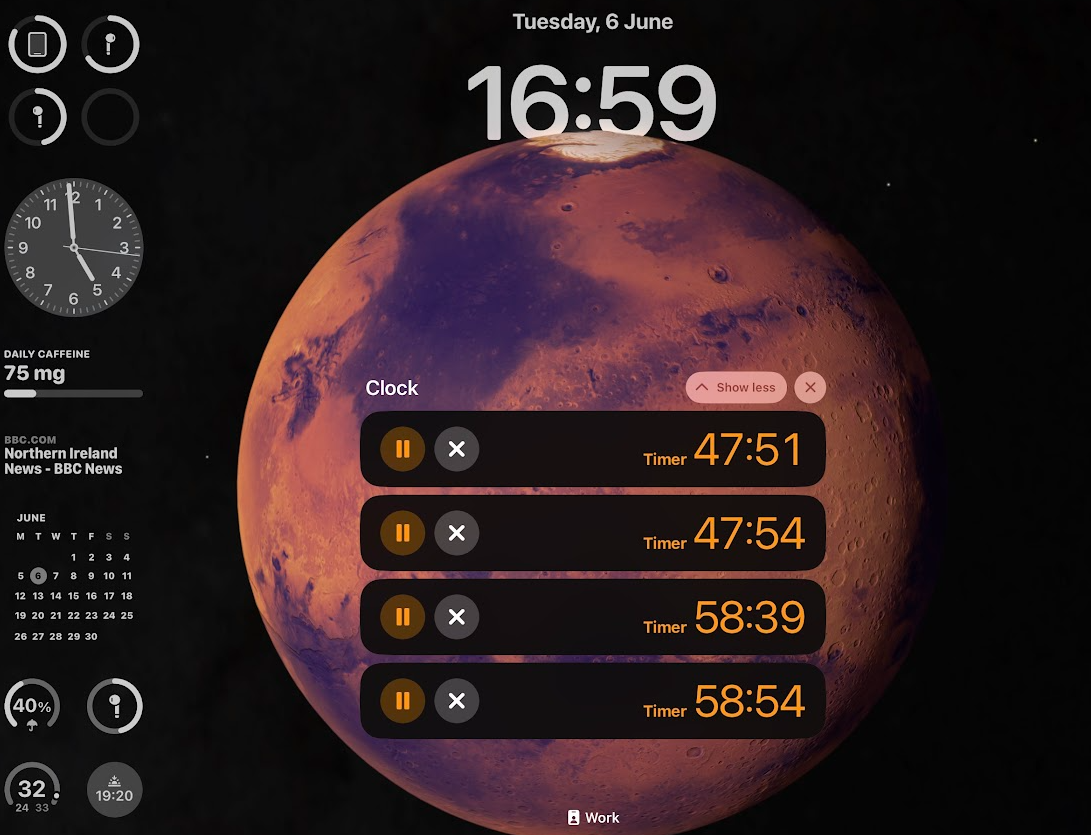 Tuesday, 6 June
16:59
12
1
2
3
4
5
6
7
8
9
10
11
DAILY CAFFEINE
75 mg
BBC.COM
Northern Ireland
News - BBC News
JUNE
M T W T F S S
1 2 3 4
5 6 7 8 9 10 11
12 13 14 15 16 17 18
19 20 21 22 23 24 25
26 27 28 29 30
40%
32
24 33
19:20
Clock
Show less
Timer 47:51
Timer 47:54
Timer 58:39
Timer 58:54
Work